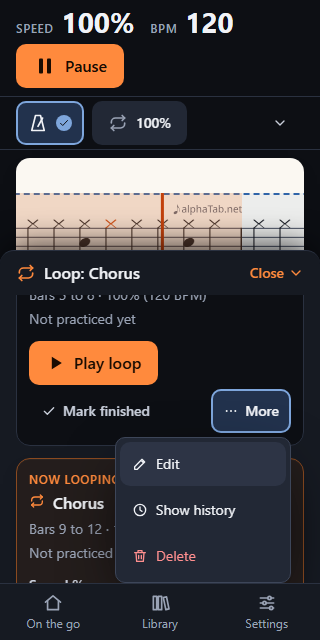 SPEED 100% BPM 120
Pause
100%
alphaTab.net
Loop: Chorus Close
Bars 5 to 8 · 100% (120 BPM)
Not practiced yet
Play loop
Mark finished
More
Edit
Show history
Delete
NOW LOOPING
Chorus
Bars 9 to 12 ·
Not practiced
On the go
Library
Settings